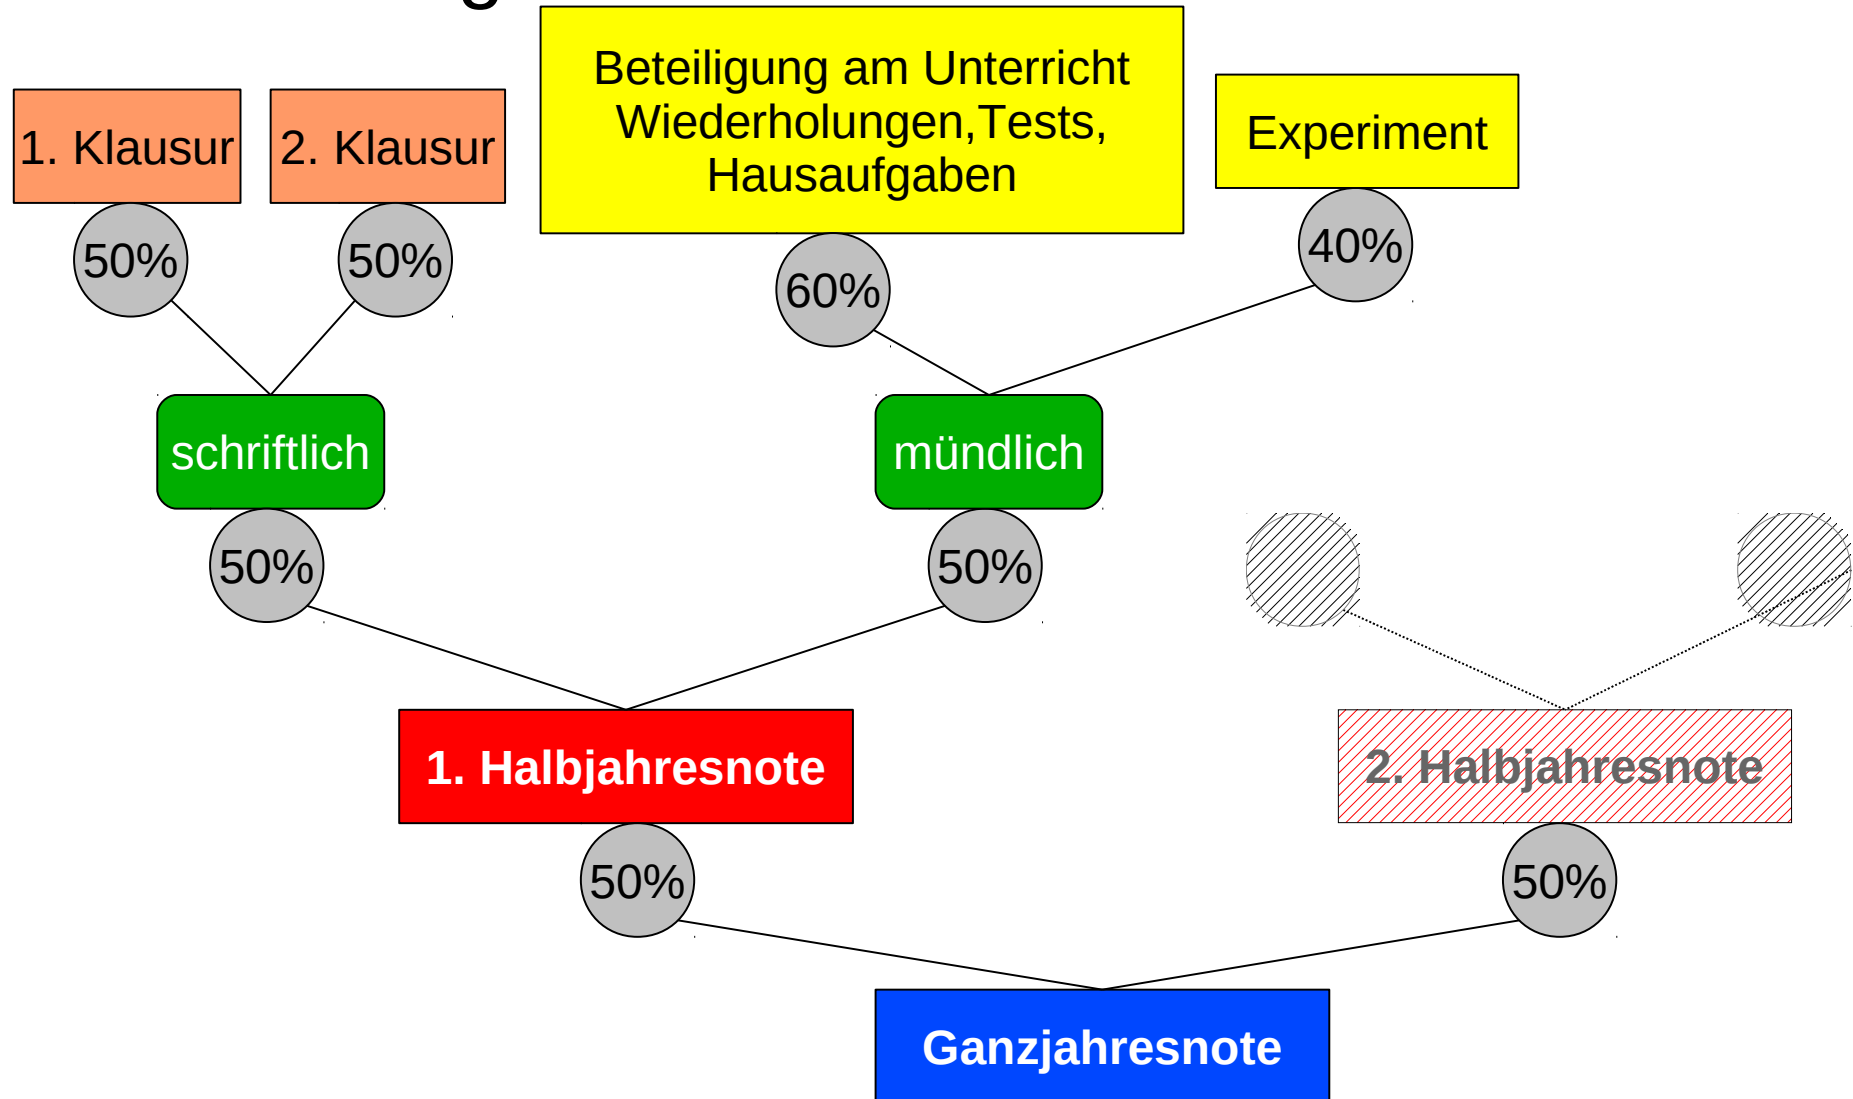 Beteiligung am Unterricht
Wiederholungen,Tests,
Hausaufgaben
Experiment
1. Klausur
2. Klausur
50%
50%
60%
40%
schriftlich
mündlich
50%
50%
1. Halbjahresnote
2. Halbjahresnote
50%
50%
Ganzjahresnote